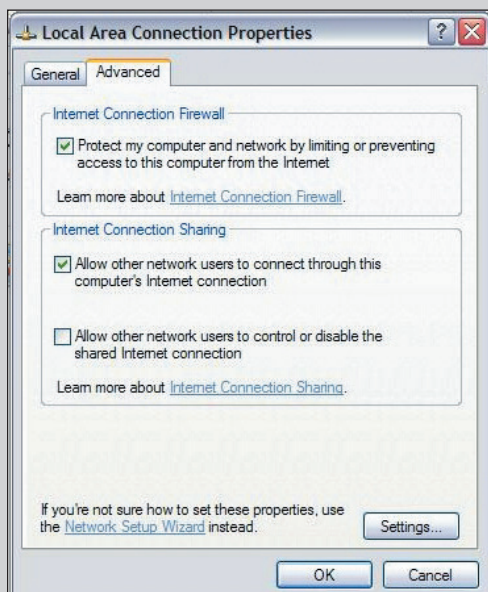 Local Area Connection Properties
General
Advanced
Internet Connection Firewall
Protect my computer and network by limiting or preventing
access to this computer from the Internet
Learn more about Internet Connection Firewall.
Internet Connection Sharing
Allow other network users to connect through this
computer's Internet connection
Allow other network users to control or disable the
shared Internet connection
Learn more about Internet Connection Sharing.
If you're not sure how to set these properties, use
the Network Setup Wizard instead.
Settings...
OK
Cancel